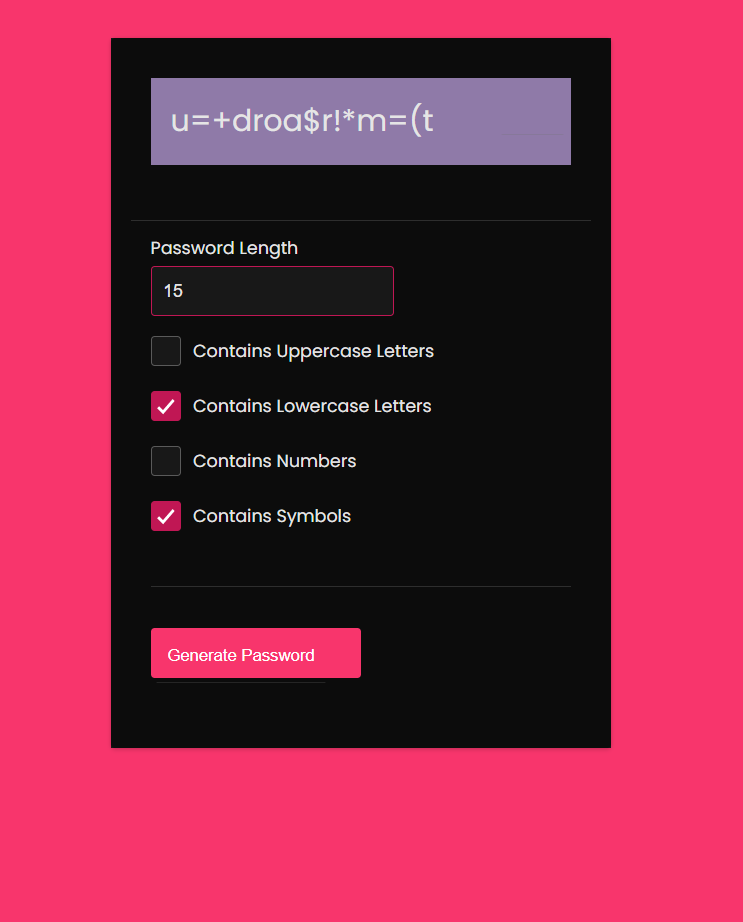 u=+droa$r!*m=(t
Password Length
15
Contains Uppercase Letters
Contains Lowercase Letters
Contains Numbers
Contains Symbols
Generate Password